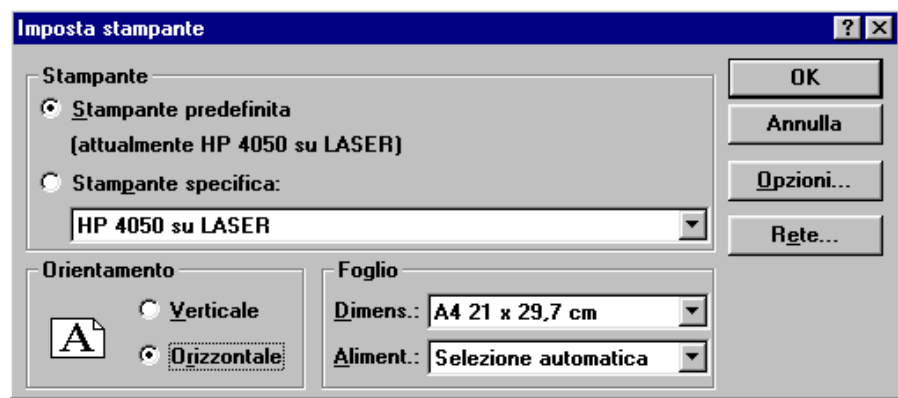 Imposta stampante
Stampante
Stampante predefinita
(attualmente HP 4050 su LASER)
Stampante specifica:
HP 4050 su LASER
OK
Annulla
Opzioni...
Rete...
Orientamento
A
Verticale
Orizzontale
Foglio
Dimens.: A4 21 x 29,7 cm
Aliment.: Selezione automatica